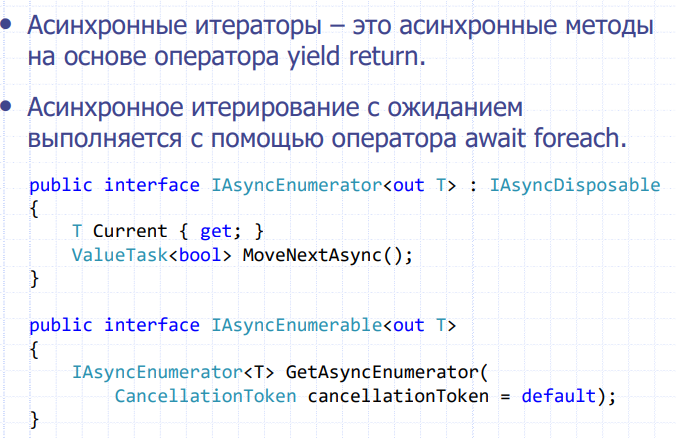 • Асинхронные итераторы – это асинхронные методы
на основе оператора yield return.
• Асинхронное итерирование с ожиданием
выполняется с помощью оператора await foreach.
public interface IAsyncEnumerator<out T> : IAsyncDisposable
{
    T Current { get; }
    ValueTask<bool> MoveNextAsync();
}
public interface IAsyncEnumerable<out T>
{
    IAsyncEnumerator<T> GetAsyncEnumerator(
        CancellationToken cancellationToken = default);
}